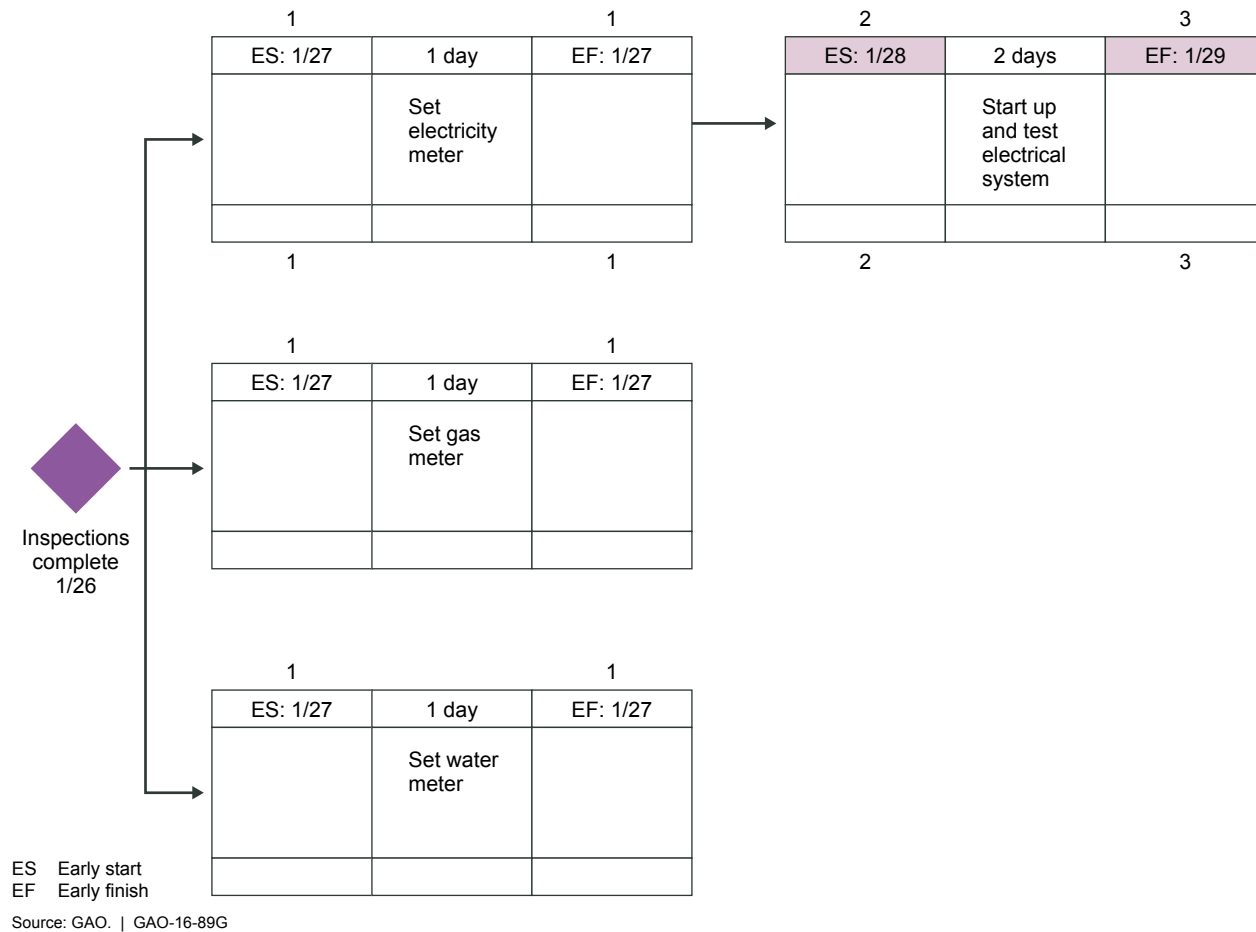 1 1 2 3
ES: 1/27 1 day EF: 1/27 ES: 1/28 2 days EF: 1/29
Set
electricity
meter
Start up
and test
electrical
system
1 1 2 3
1 1
ES: 1/27 1 day EF: 1/27
Set gas
meter
Inspections
complete
1/26
1 1
ES: 1/27 1 day EF: 1/27
Set water
meter
ES Early start
EF Early finish
Source: GAO. | GAO-16-89G